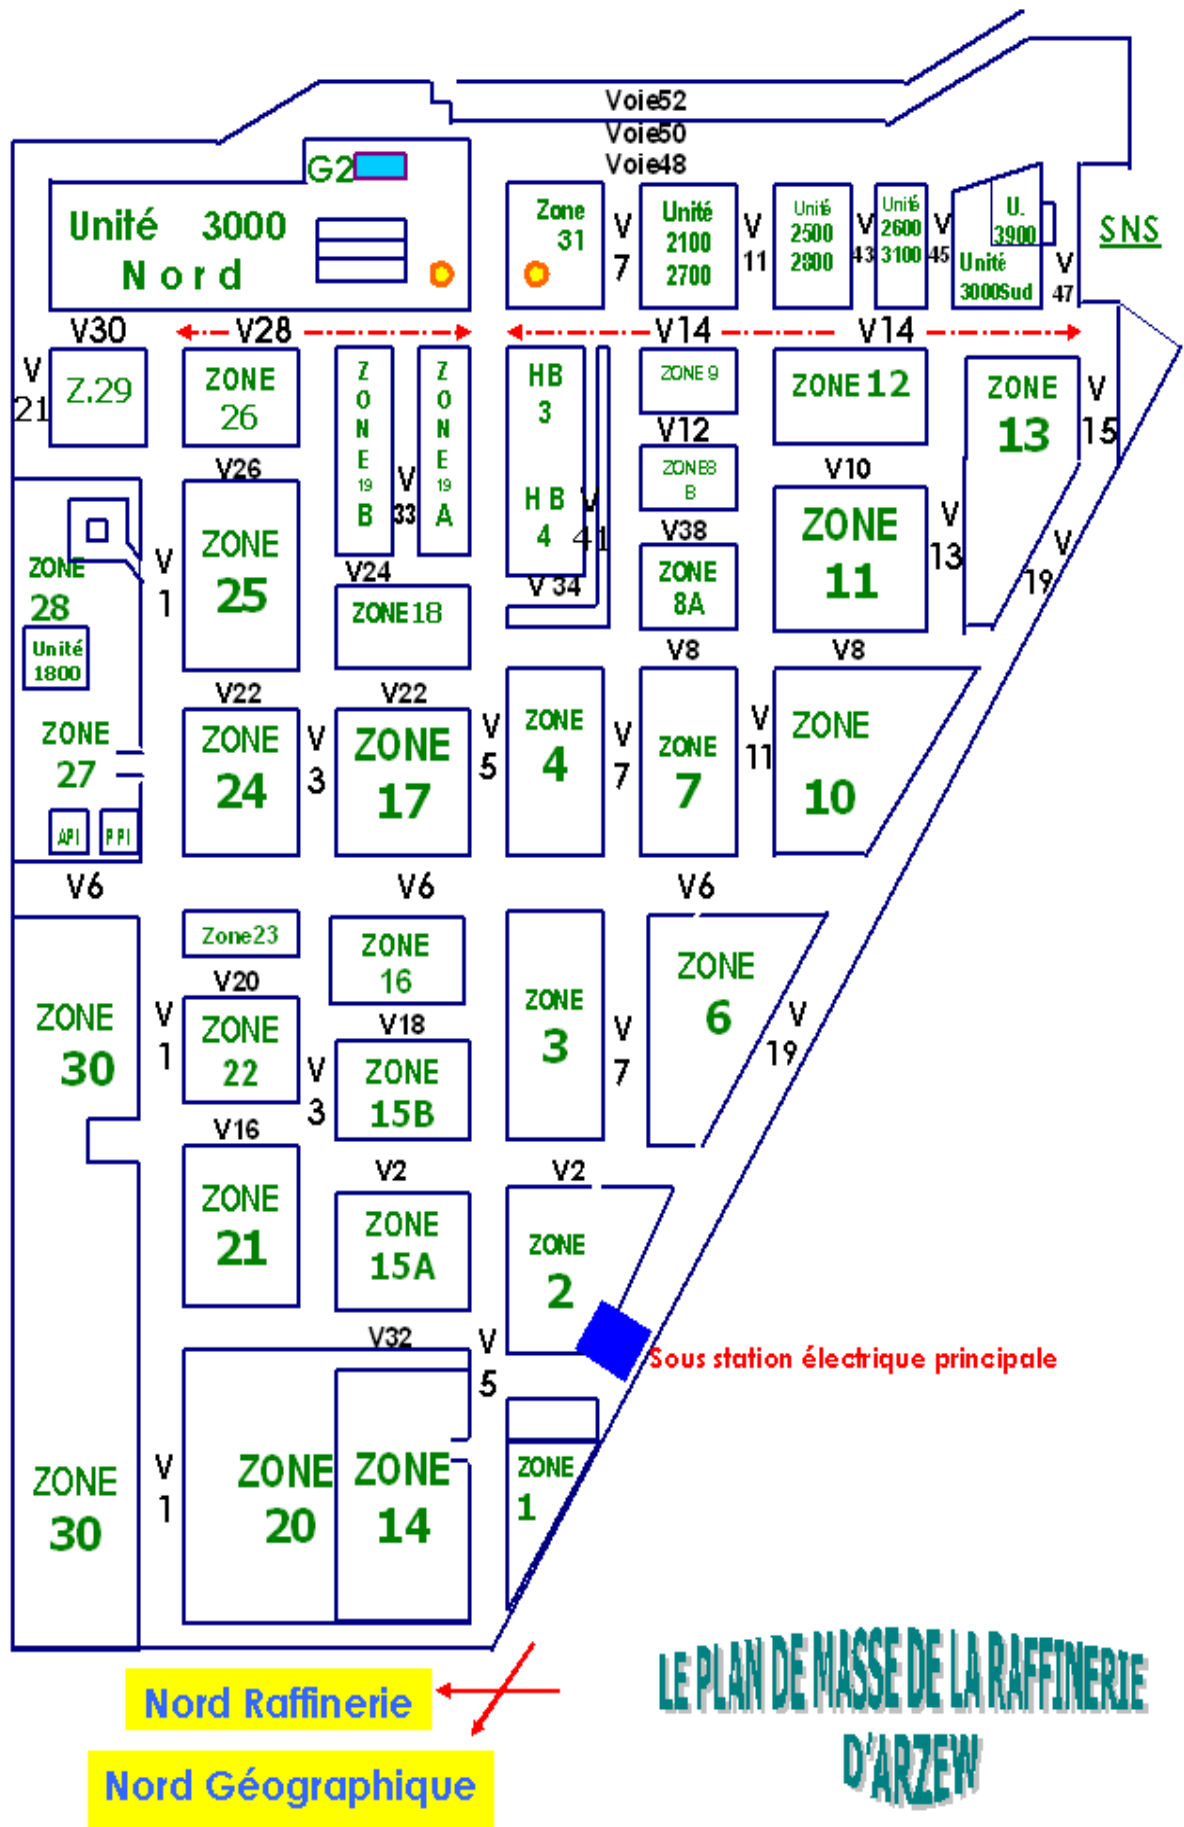 Voie52
Voie50
Voie48
G2
Unité 3000
Nord
Zone
31
V
7
Unité
2100
2700
V
11
Unité
2500
2800
V
43
Unité
2600
3100
V
45
U.
3900
Unité
3000Sud
V
47
SNS
V30
V28
V14
V14
V
21
Z.29
ZONE
26
ZONE
19
B
V
33
ZONE
19
A
HB
3
HB
4
V
41
ZONE 9
V12
ZONE8
B
V38
ZONE
8A
ZONE 12
V10
ZONE
11
ZONE
13
V
15
V
13
V
19
V26
ZONE
25
V
1
ZONE
28
Unité
1800
ZONE
27
API
PPI
V24
ZONE 18
V 34
V8
V8
V22
V22
ZONE
24
V
3
ZONE
17
V
5
ZONE
4
V
7
ZONE
7
V
11
ZONE
10
V6
V6
V6
Zone23
ZONE
16
V20
V18
ZONE
30
V
1
ZONE
22
V
3
ZONE
15B
ZONE
3
V
7
ZONE
6
V
19
V16
V2
V2
ZONE
21
ZONE
15A
ZONE
2
V32
V
5
Sous station électrique principale
ZONE
30
V
1
ZONE
20
ZONE
14
ZONE
1
Nord Raffinerie
Nord Géographique
LE PLAN DE MASSE DE LA RAFFINERIE
D'ARZEW